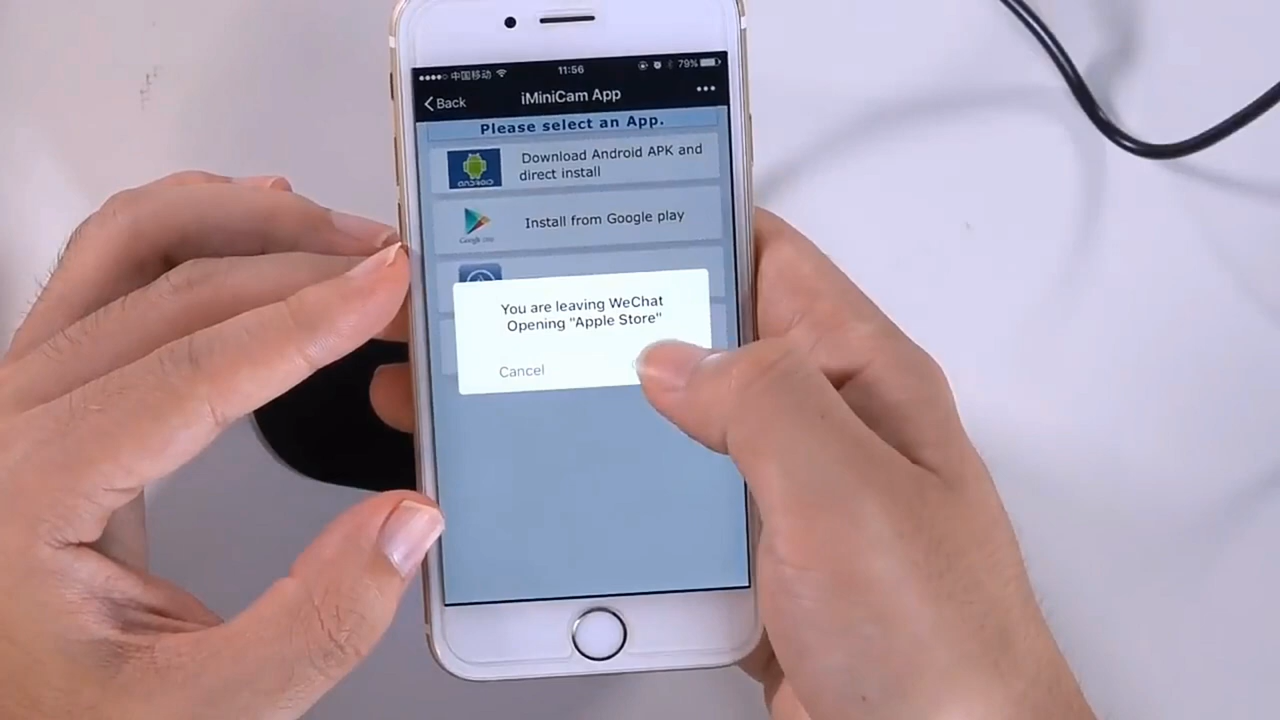 中国移动
11:56
79%
Back
iMiniCam App
Please select an App.
Download Android APK and
direct install
Install from Google play
You are leaving WeChat
Opening "Apple Store"
Cancel